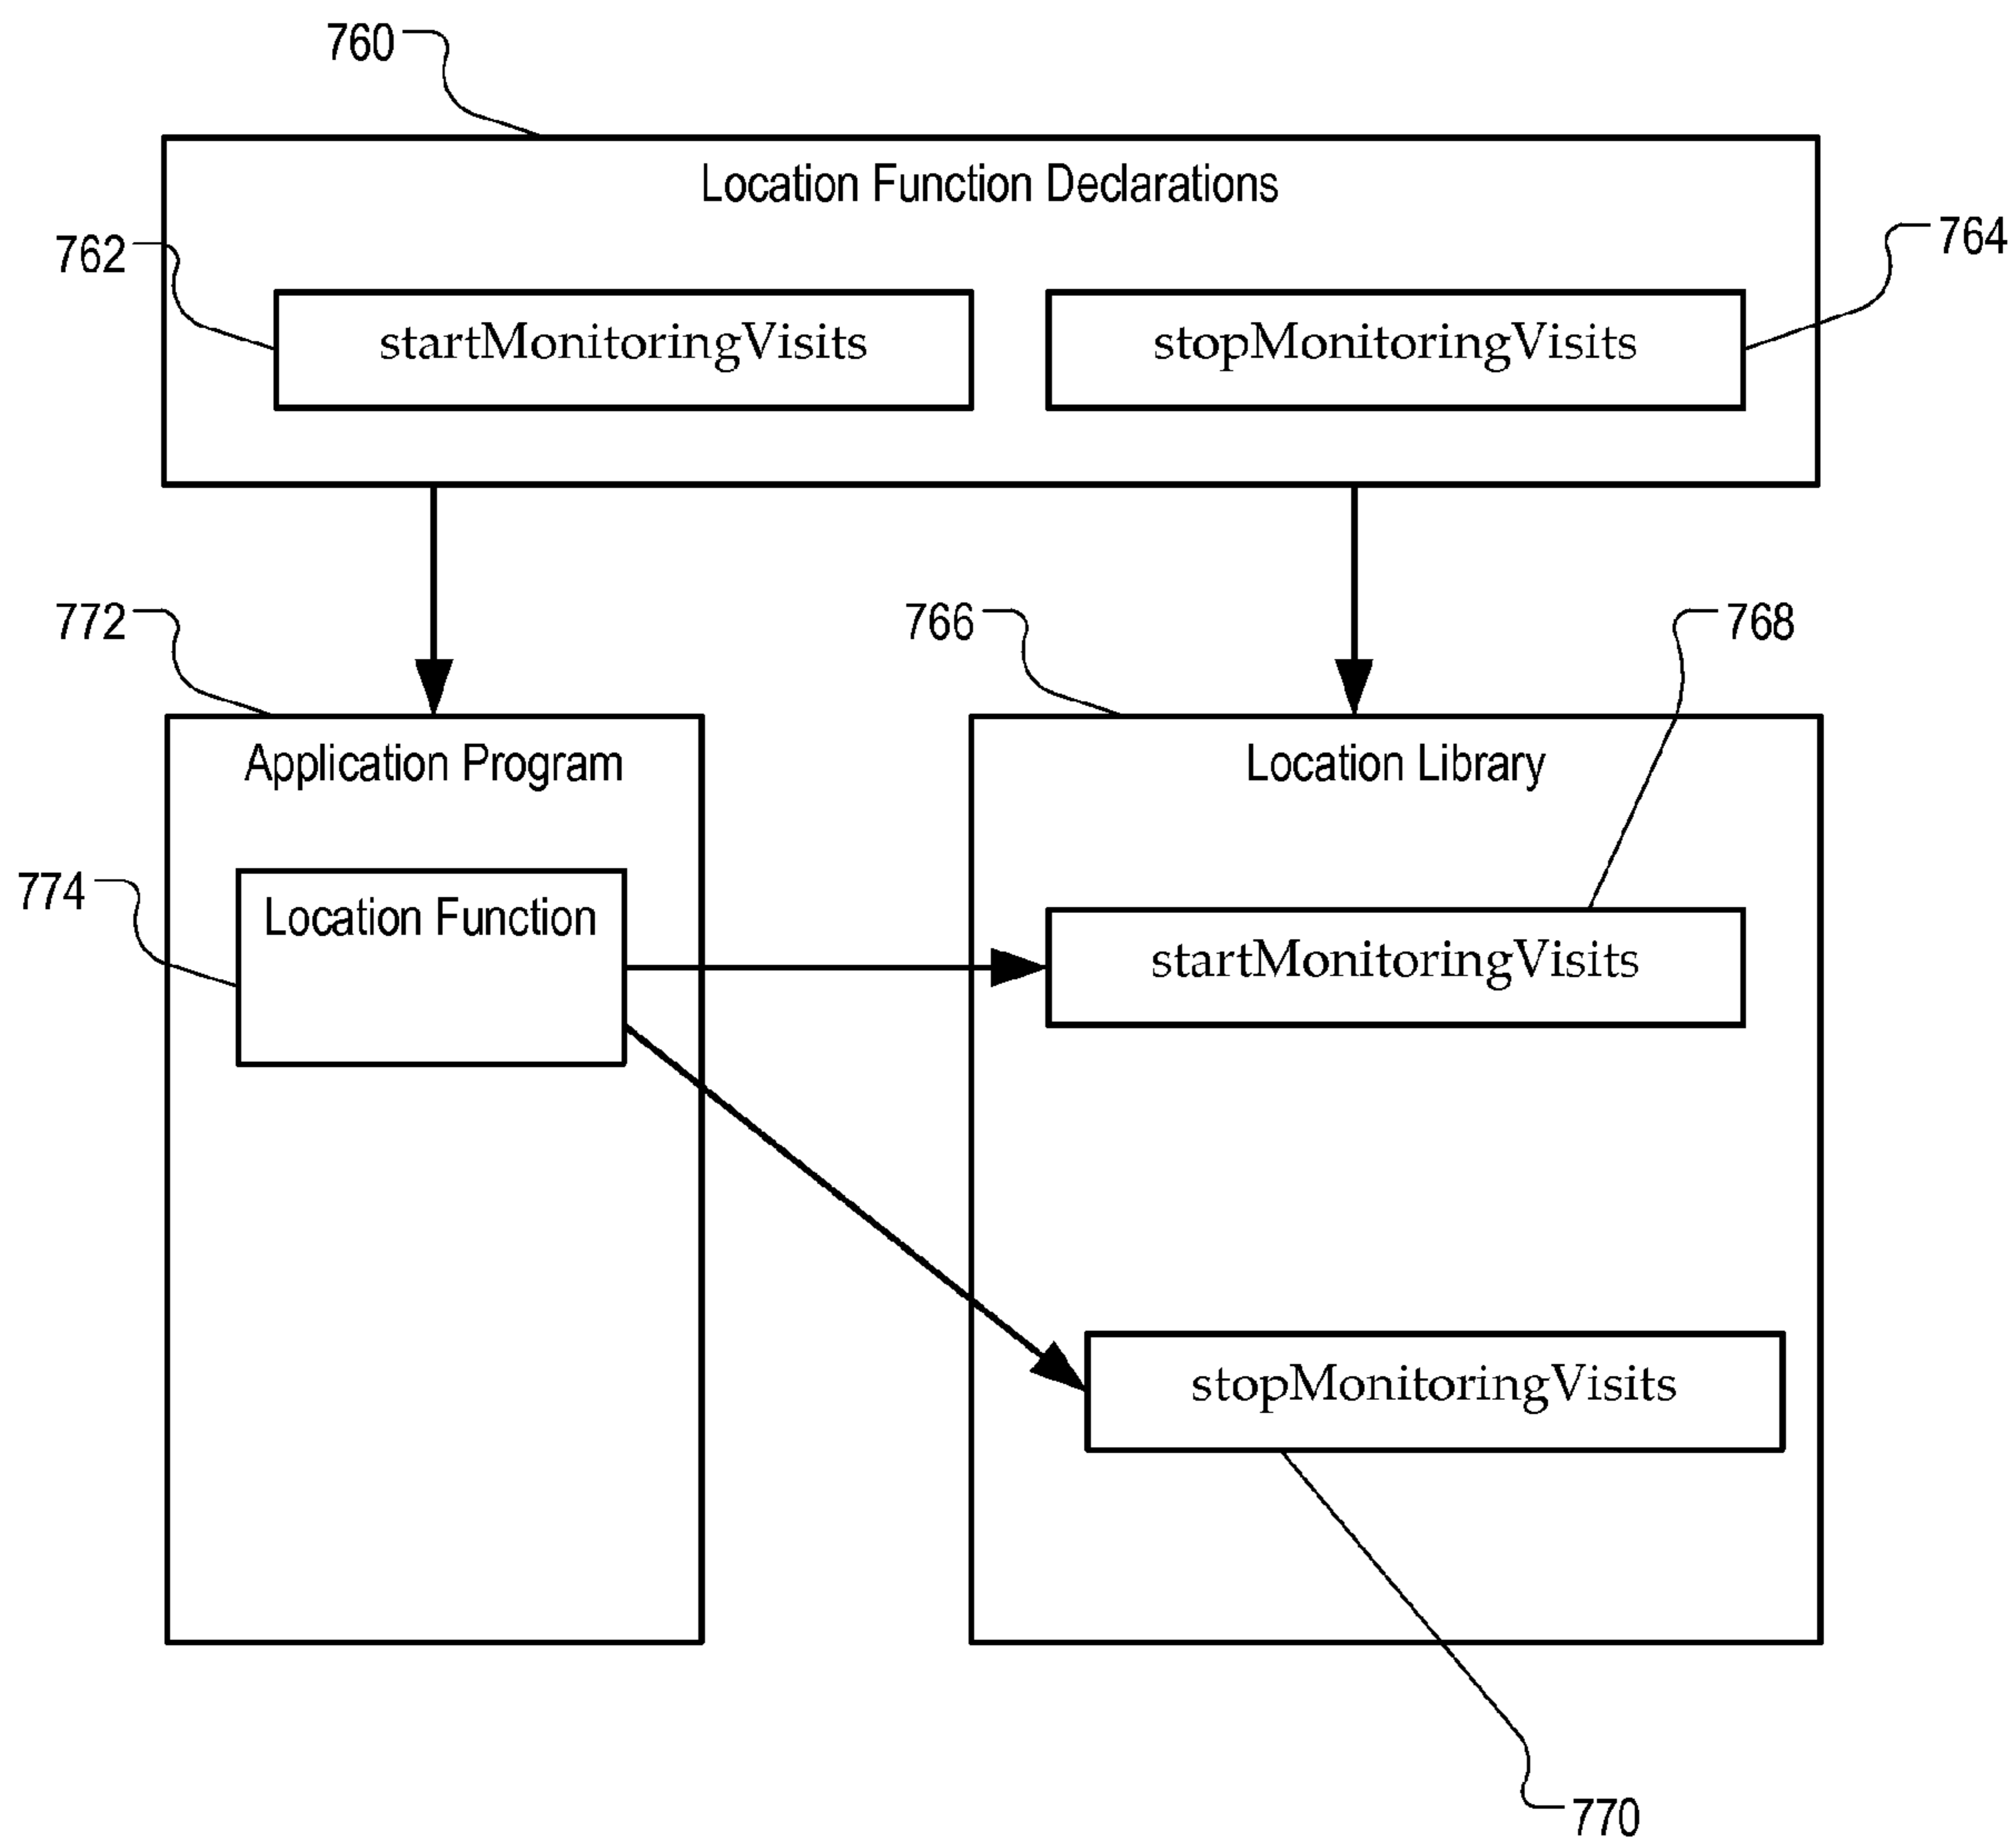 760
Location Function Declarations
762
764
startMonitoringVisits
stopMonitoringVisits
772
766
768
Application Program
Location Library
774
Location Function
startMonitoringVisits
stopMonitoringVisits
770